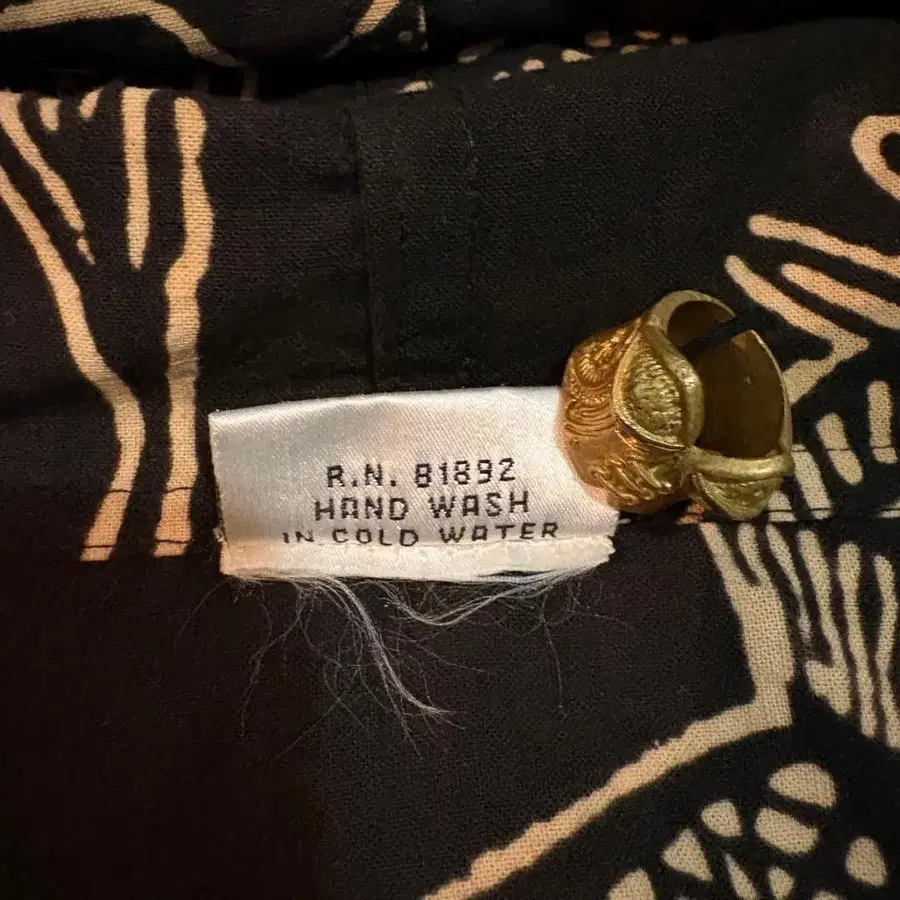 R.N. 81892
HAND WASH
IN COLD WATER